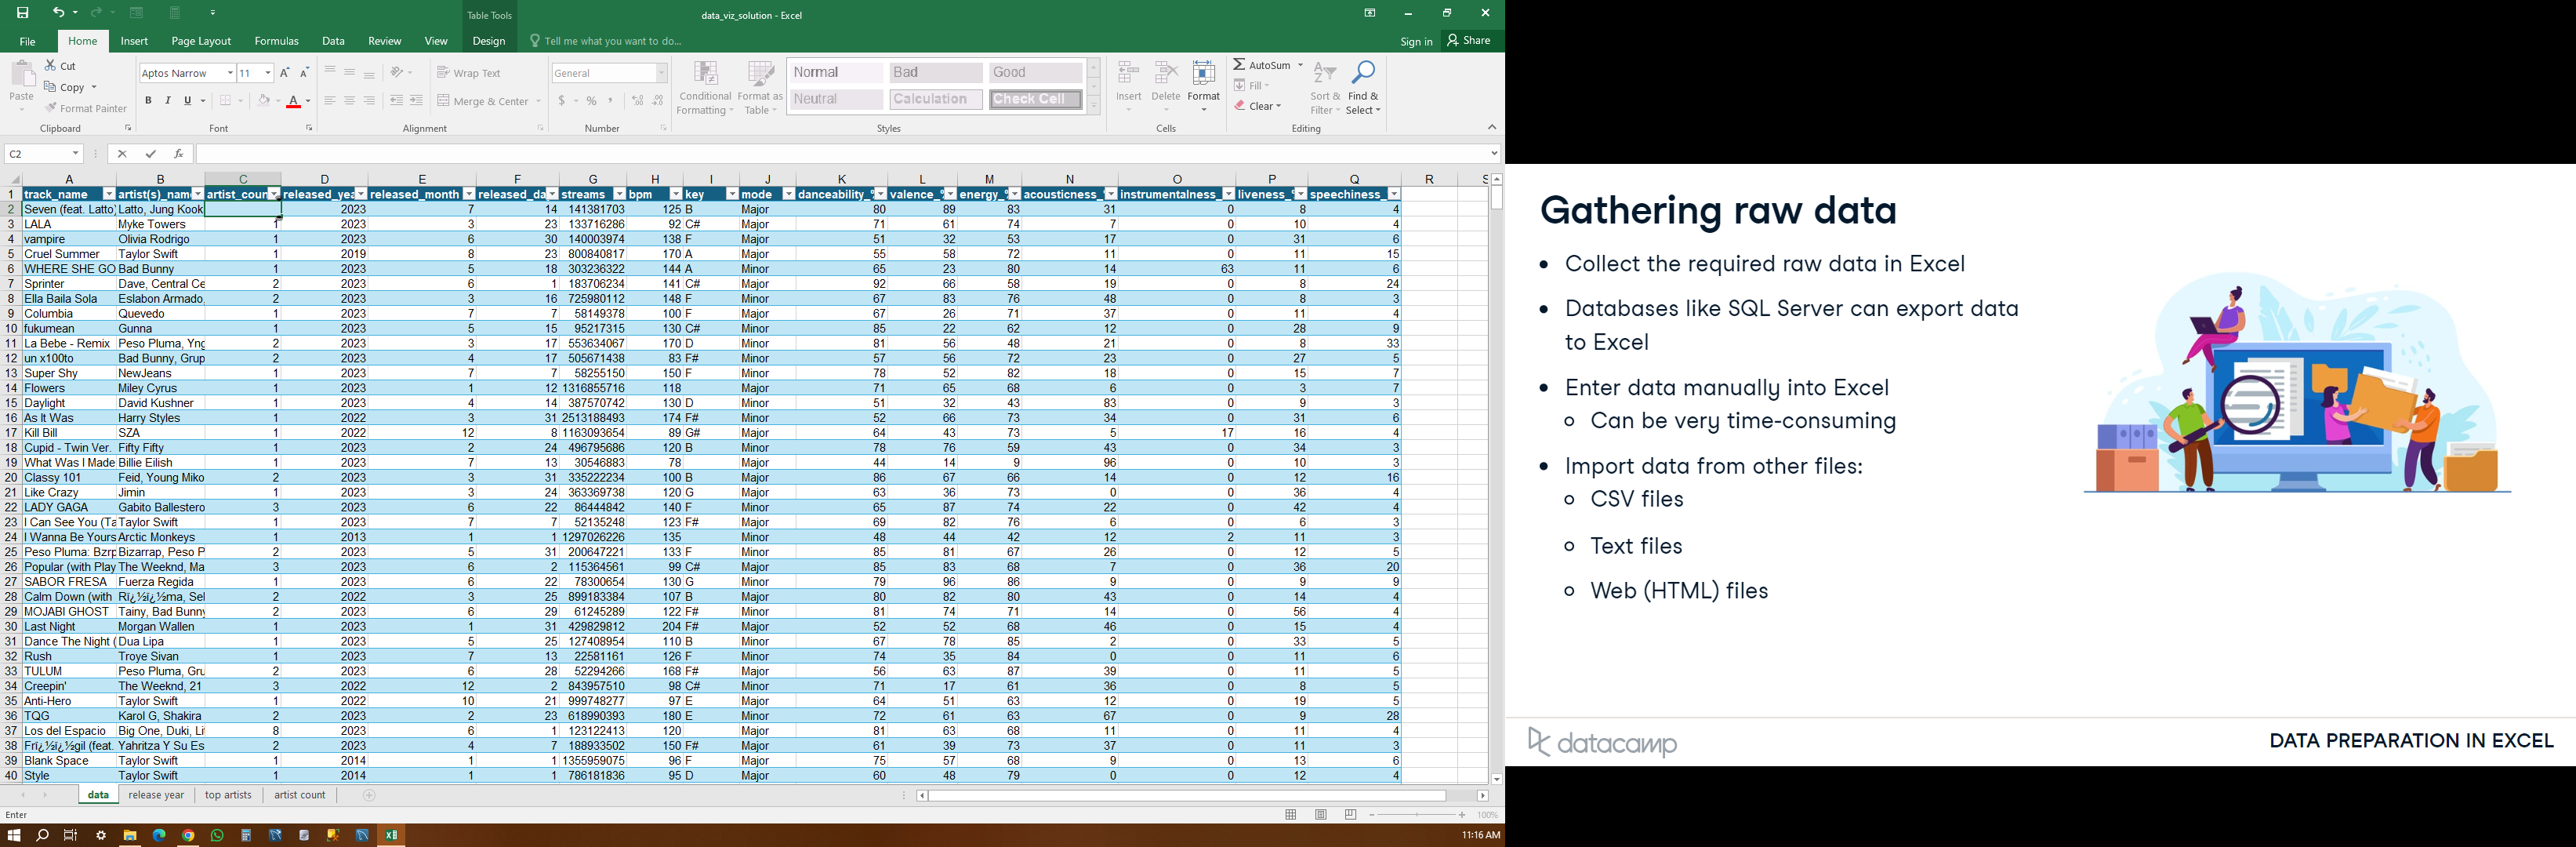 Table Tools
data_viz_solution - Excel
File Home Insert Page Layout Formulas Data Review View Design Tell me what you want to do... Sign in Share
Paste Cut Copy Format Painter
Aptos Narrow 11 B I U A
Wrap Text Merge & Center
General $ % ,
Conditional Formatting Format as Table
Normal Bad Good
Neutral Calculation Check Cell
Insert Delete Format
AutoSum Fill Clear Sort & Filter Find & Select
Clipboard Font Alignment Number Styles Cells Editing
C2 fx
A B C D E F G H I J K L M N O P Q R S
1 track_name artist(s)_nam artist_coun released_yea released_month released_da streams bpm key mode danceability_% valence_% energy_% acousticness_ instrumentalness_ liveness_% speechiness_
2 Seven (feat. Latto) Latto, Jung Kook 2023 7 14 141381703 125 B Major 80 89 83 31 0 8 4
3 LALA Myke Towers 1 2023 3 23 133716286 92 C# Major 71 61 74 7 0 10 4
4 vampire Olivia Rodrigo 1 2023 6 30 140003974 138 F Major 51 32 53 17 0 31 6
5 Cruel Summer Taylor Swift 1 2019 8 23 800840817 170 A Major 55 58 72 11 0 11 15
6 WHERE SHE GO Bad Bunny 1 2023 5 18 303236322 144 A Minor 65 23 80 14 63 11 6
7 Sprinter Dave, Central Ce 2 2023 6 1 183706234 141 C# Major 92 66 58 19 0 8 24
8 Ella Baila Sola Eslabon Armado, 2 2023 3 16 725980112 148 F Minor 67 83 76 48 0 8 3
9 Columbia Quevedo 1 2023 7 7 58149378 100 F Major 67 26 71 37 0 11 4
10 fukumean Gunna 1 2023 5 15 95217315 130 C# Minor 85 22 62 12 0 28 9
11 La Bebe - Remix Peso Pluma, Yng 2 2023 3 17 553634067 170 D Minor 81 56 48 21 0 8 33
12 un x100to Bad Bunny, Grup 2 2023 4 17 505671438 83 F# Minor 57 56 72 23 0 27 5
13 Super Shy NewJeans 1 2023 7 7 58255150 150 F Minor 78 52 82 18 0 15 7
14 Flowers Miley Cyrus 1 2023 1 12 1316855716 118 Major 71 65 68 6 0 3 7
15 Daylight David Kushner 1 2023 4 14 387570742 130 D Minor 51 32 43 83 0 9 3
16 As It Was Harry Styles 1 2022 3 31 2513188493 174 F# Minor 52 66 73 34 0 31 6
17 Kill Bill SZA 1 2022 12 8 1163093654 89 G# Major 64 43 73 5 17 16 4
18 Cupid - Twin Ver. Fifty Fifty 1 2023 2 24 496795686 120 B Minor 78 76 59 43 0 34 3
19 What Was I Made Billie Eilish 1 2023 7 13 30546883 78 Major 44 14 9 96 0 10 3
20 Classy 101 Feid, Young Miko 2 2023 3 31 335222234 100 B Major 86 67 66 14 0 12 16
21 Like Crazy Jimin 1 2023 3 24 363369738 120 G Major 63 36 73 0 0 36 4
22 LADY GAGA Gabito Ballestero 3 2023 6 22 86444842 140 F Minor 65 87 74 22 0 42 4
23 I Can See You (Ta Taylor Swift 1 2023 7 7 52135248 123 F# Major 69 82 76 6 0 6 3
24 I Wanna Be Yours Arctic Monkeys 1 2013 1 1 1297026226 135 Minor 48 44 42 12 2 11 3
25 Peso Pluma: Bzrp Bizarrap, Peso P 2 2023 5 31 200647221 133 F Minor 85 81 67 26 0 12 5
26 Popular (with Play The Weeknd, Ma 3 2023 6 2 115364561 99 C# Major 85 83 68 7 0 36 20
27 SABOR FRESA Fuerza Regida 1 2023 6 22 78300654 130 G Minor 79 96 86 9 0 9 9
28 Calm Down (with Rï¿½ï¿½ma, Sel 2 2022 3 25 899183384 107 B Major 80 82 80 43 0 14 4
29 MOJABI GHOST Tainy, Bad Bunny 2 2023 6 29 61245289 122 F# Minor 81 74 71 14 0 56 4
30 Last Night Morgan Wallen 1 2023 1 31 429829812 204 F# Major 52 52 68 46 0 15 4
31 Dance The Night ( Dua Lipa 1 2023 5 25 127408954 110 B Minor 67 78 85 2 0 33 5
32 Rush Troye Sivan 1 2023 7 13 22581161 126 F Minor 74 35 84 0 0 11 6
33 TULUM Peso Pluma, Gru 2 2023 6 28 52294266 168 F# Major 56 63 87 39 0 11 5
34 Creepin' The Weeknd, 21 3 2022 12 2 843957510 98 C# Minor 71 17 61 36 0 8 5
35 Anti-Hero Taylor Swift 1 2022 10 21 999748277 97 E Major 64 51 63 12 0 19 5
36 TQG Karol G, Shakira 2 2023 2 23 618990393 180 E Minor 72 61 63 67 0 9 28
37 Los del Espacio Big One, Duki, Li 8 2023 6 1 123122413 120 Major 81 63 68 11 0 11 4
38 Frï¿½ï¿½gil (feat. Yahritza Y Su Es 2 2023 4 7 188933502 150 F# Major 61 39 73 37 0 11 3
39 Blank Space Taylor Swift 1 2014 1 1 1355959075 96 F Major 75 57 68 9 0 13 6
40 Style Taylor Swift 1 2014 1 1 786181836 95 D Major 60 48 79 0 0 12 4
data release year top artists artist count
Enter 100%
11:16 AM
Gathering raw data
• Collect the required raw data in Excel
• Databases like SQL Server can export data
to Excel
• Enter data manually into Excel
○ Can be very time-consuming
• Import data from other files:
○ CSV files
○ Text files
○ Web (HTML) files
datacamp
DATA PREPARATION IN EXCEL